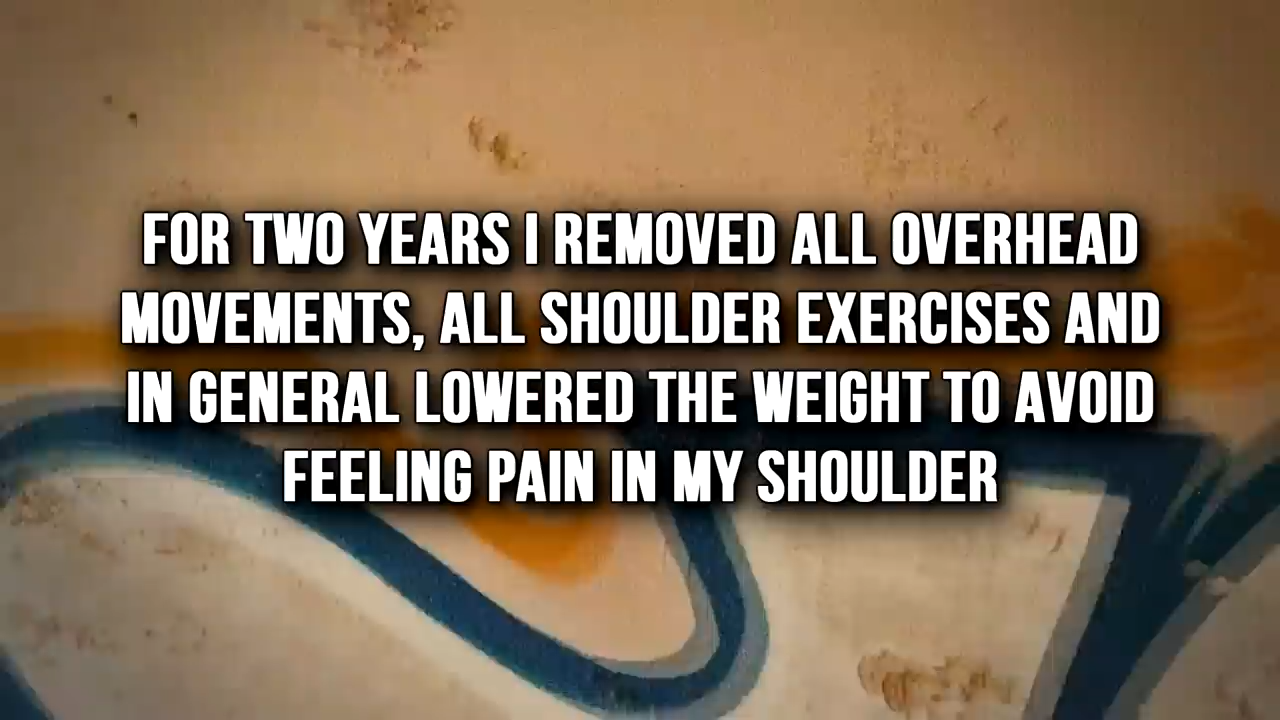 FOR TWO YEARS I REMOVED ALL OVERHEAD
MOVEMENTS, ALL SHOULDER EXERCISES AND
IN GENERAL LOWERED THE WEIGHT TO AVOID
FEELING PAIN IN MY SHOULDER